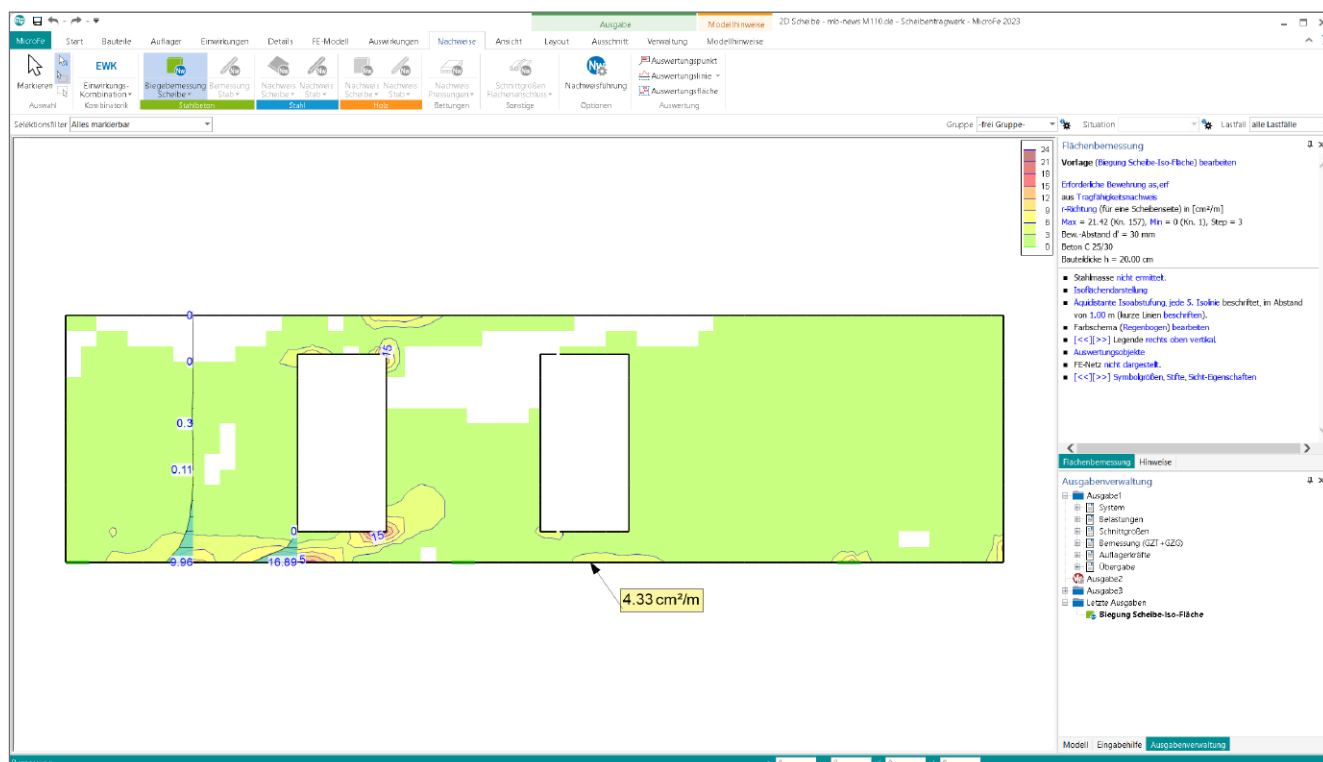 Ausgabe Modellhinweise 2D Scheibe - mb-news M110.de - Scheibentragwerk - MicroFe 2023
MicroFe Start Bauteile Auflager Einwirkungen Details FE-Modell Auswirkungen Nachweise Ansicht Layout Ausschnitt Verwaltung Modellhinweise
Markieren
Auswahl
EWK
Einwirkungs-
Kombination
Kombinatorik
Biegebemessung
Scheibe
Bemessung
Stab
Stahlbeton
Nachweis
Scheibe
Nachweis
Stab
Stahl
Nachweis
Scheibe
Nachweis
Stab
Holz
Nachweis
Pressungen
Bettungen
Schnittgrößen
Flächenanschluss
Sonstige
Nachweisführung
Optionen
Auswertungspunkt
Auswertungslinie
Auswertungsfläche
Auswertung
Selektionsfilter Alles markierbar
Gruppe -frei Gruppe- Situation Lastfall alle Lastfälle
24
21
18
15
12
9
6
3
0
0
0
0.3
0.11
9.96
0
16.89
5
15
15
4.33 cm²/m
Flächenbemessung
Vorlage (Biegung Scheibe-Iso-Fläche) bearbeiten
Erforderliche Bewehrung as,erf
aus Tragfähigkeitsnachweis
r-Richtung (für eine Scheibenseite) in [cm²/m]
Max = 21.42 (Kn. 157), Min = 0 (Kn. 1), Step = 3
Bew.-Abstand d' = 30 mm
Beton C 25/30
Bauteildicke h = 20.00 cm
Stahlmasse nicht ermittelt.
Isoflächendarstellung
Äquidistante Isoabstufung, jede 5. Isolinie beschriftet, im Abstand
von 1.00 m (kurze Linien beschriften).
Farbschema (Regenbogen) bearbeiten
[<<][>>] Legende rechts oben vertikal.
Auswertungsobjekte
FE-Netz nicht dargestellt.
[<<][>>] Symbolgrößen, Stifte, Sicht-Eigenschaften
Flächenbemessung Hinweise
Ausgabenverwaltung
Ausgabe1
System
Belastungen
Schnittgrößen
Bemessung (GZT+GZG)
Auflagerkräfte
Übergabe
Ausgabe2
Ausgabe3
Letzte Ausgaben
Biegung Scheibe-Iso-Fläche
Modell Eingabehilfe Ausgabenverwaltung